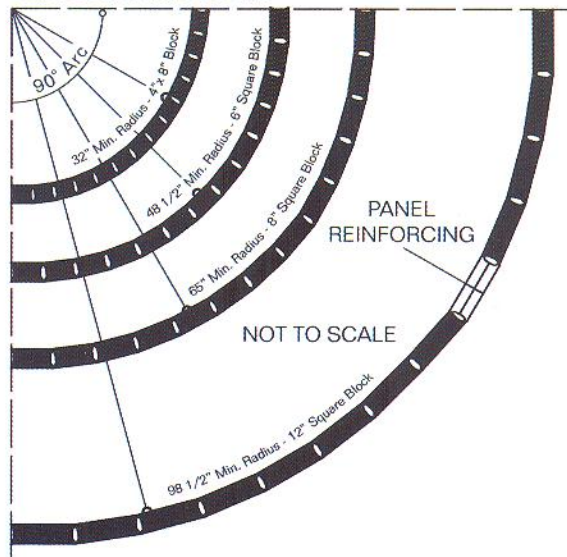 90° Arc
32" Min. Radius - 4"x 8" Block
48 1/2" Min. Radius - 6" Square Block
65" Min. Radius - 8" Square Block
PANEL
REINFORCING
NOT TO SCALE
98 1/2" Min. Radius - 12" Square Block